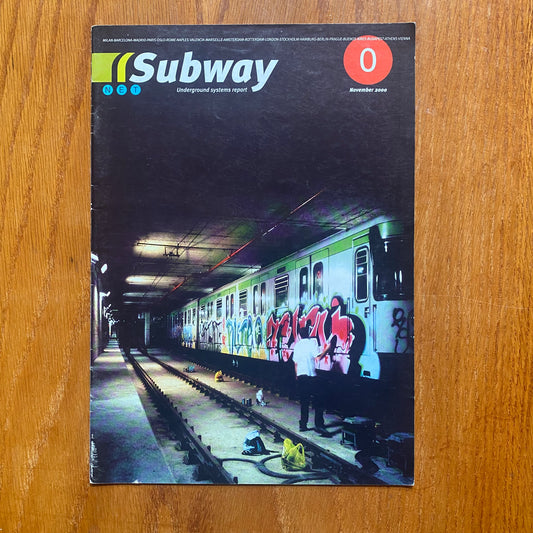 MILAN-BARCELONA-MADRID-PARIS-OSLO-ROME-NAPLES-VALENCIA-MARSEILLE-AMSTERDAM-ROTTERDAM-LONDON-STOCKHOLM-HAMBURG-BERLIN-PRAGUE-BUENOS AIRES-BUDAPEST-ATHENS-VIENNA
Subway
0
NET
Underground systems report
November 2000